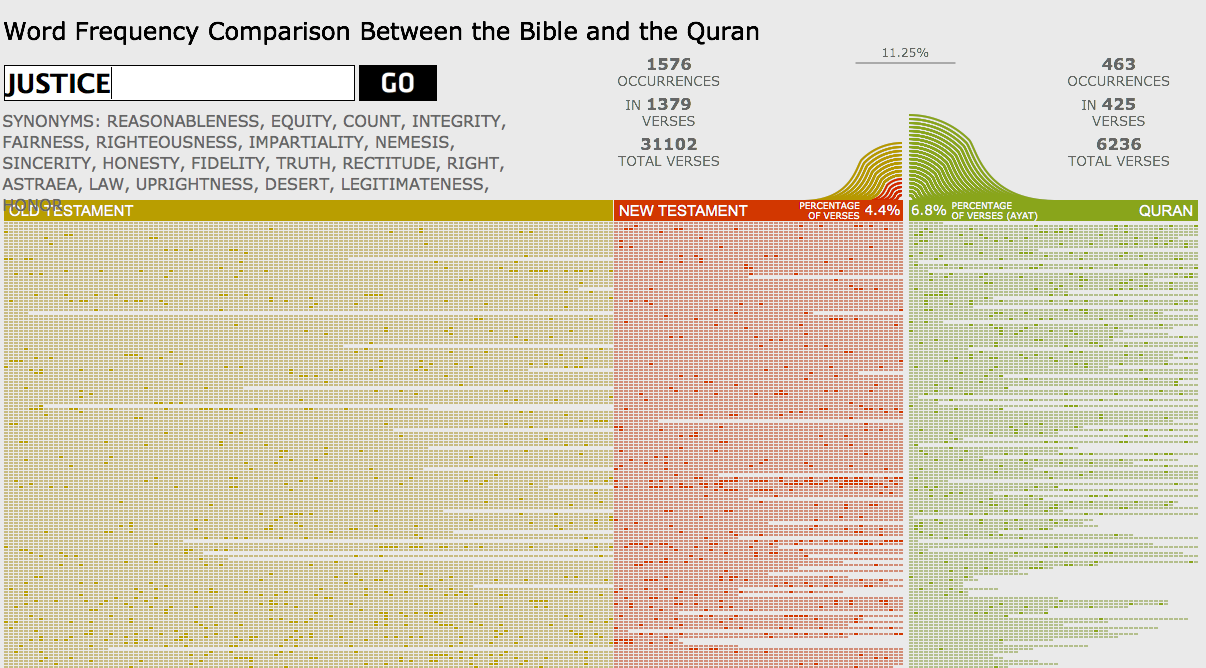 Word Frequency Comparison Between the Bible and the Quran
JUSTICE
GO
SYNONYMS: REASONABLENESS, EQUITY, COUNT, INTEGRITY,
FAIRNESS, RIGHTEOUSNESS, IMPARTIALITY, NEMESIS,
SINCERITY, HONESTY, FIDELITY, TRUTH, RECTITUDE, RIGHT,
ASTRAEA, LAW, UPRIGHTNESS, DESERT, LEGITIMATENESS,
HONOR
1576
OCCURRENCES
IN 1379
VERSES
31102
TOTAL VERSES
11.25%
463
OCCURRENCES
IN 425
VERSES
6236
TOTAL VERSES
OLD TESTAMENT
NEW TESTAMENT
PERCENTAGE
OF VERSES
4.4%
6.8%
PERCENTAGE
OF VERSES (AYAT)
QURAN